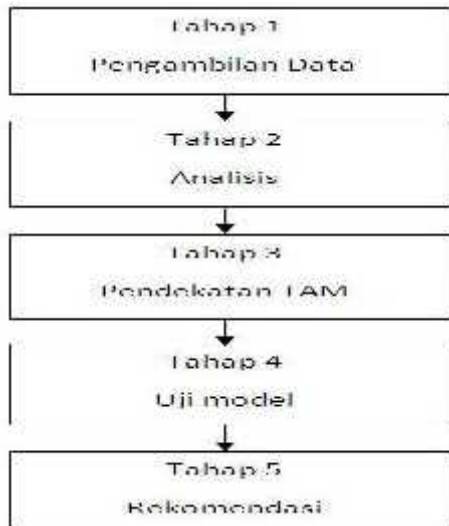 Tahap 1
Pengambilan Data
Tahap 2
Analisis
Tahap 3
Pendekatan TAM
Tahap 4
Uji model
Tahap 5
Rekomendasi